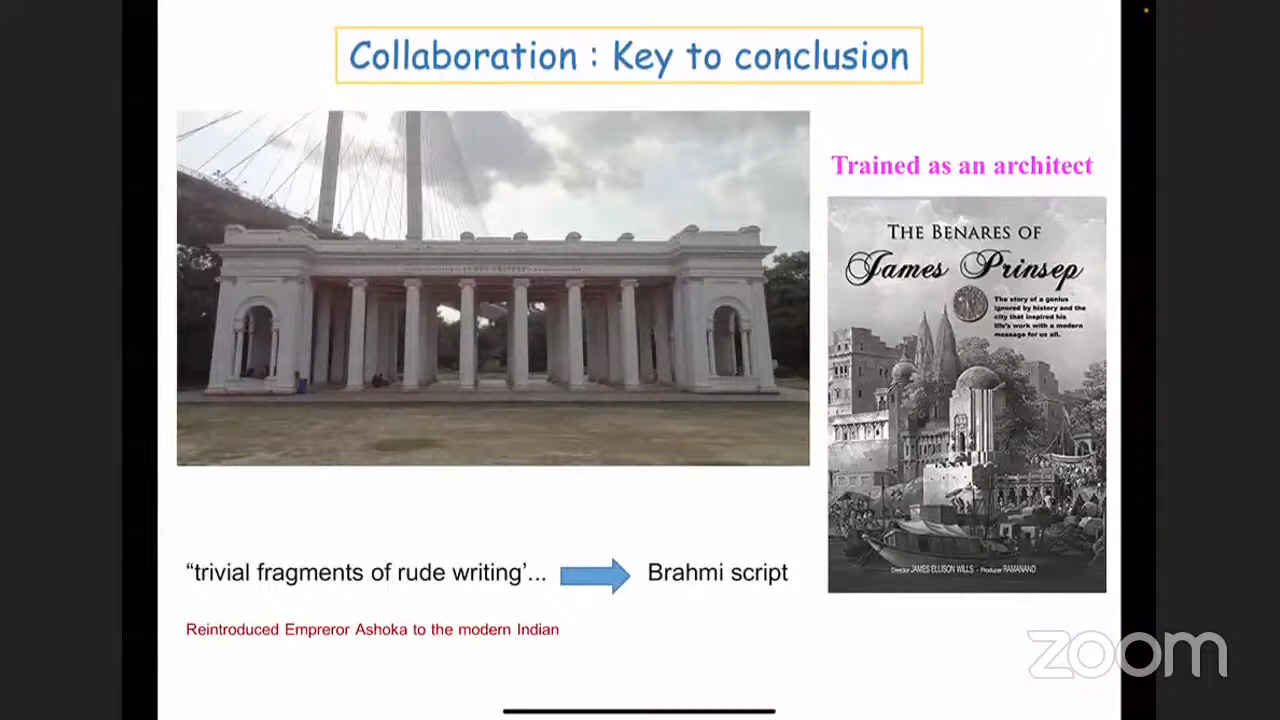 Collaboration : Key to conclusion
Trained as an architect
THE BENARES OF
James Prinsep
The story of a genius
ignored by history and the
city that inspired his
life's work with a modern
message for us all.
Director JAMES ELLISON WILLS - Producer RAMANAND
“trivial fragments of rude writing’... Brahmi script
Reintroduced Empreror Ashoka to the modern Indian
zoom